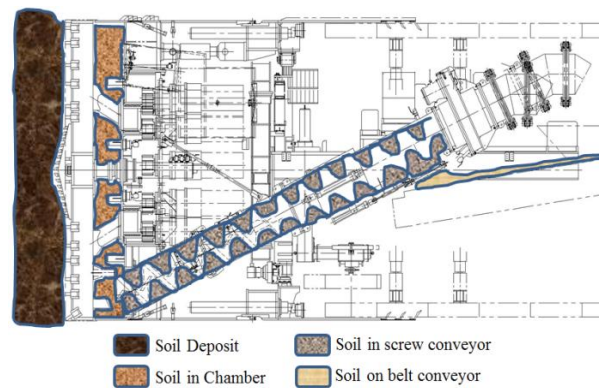 Soil Deposit
Soil in screw conveyor
Soil in Chamber
Soil on belt conveyor